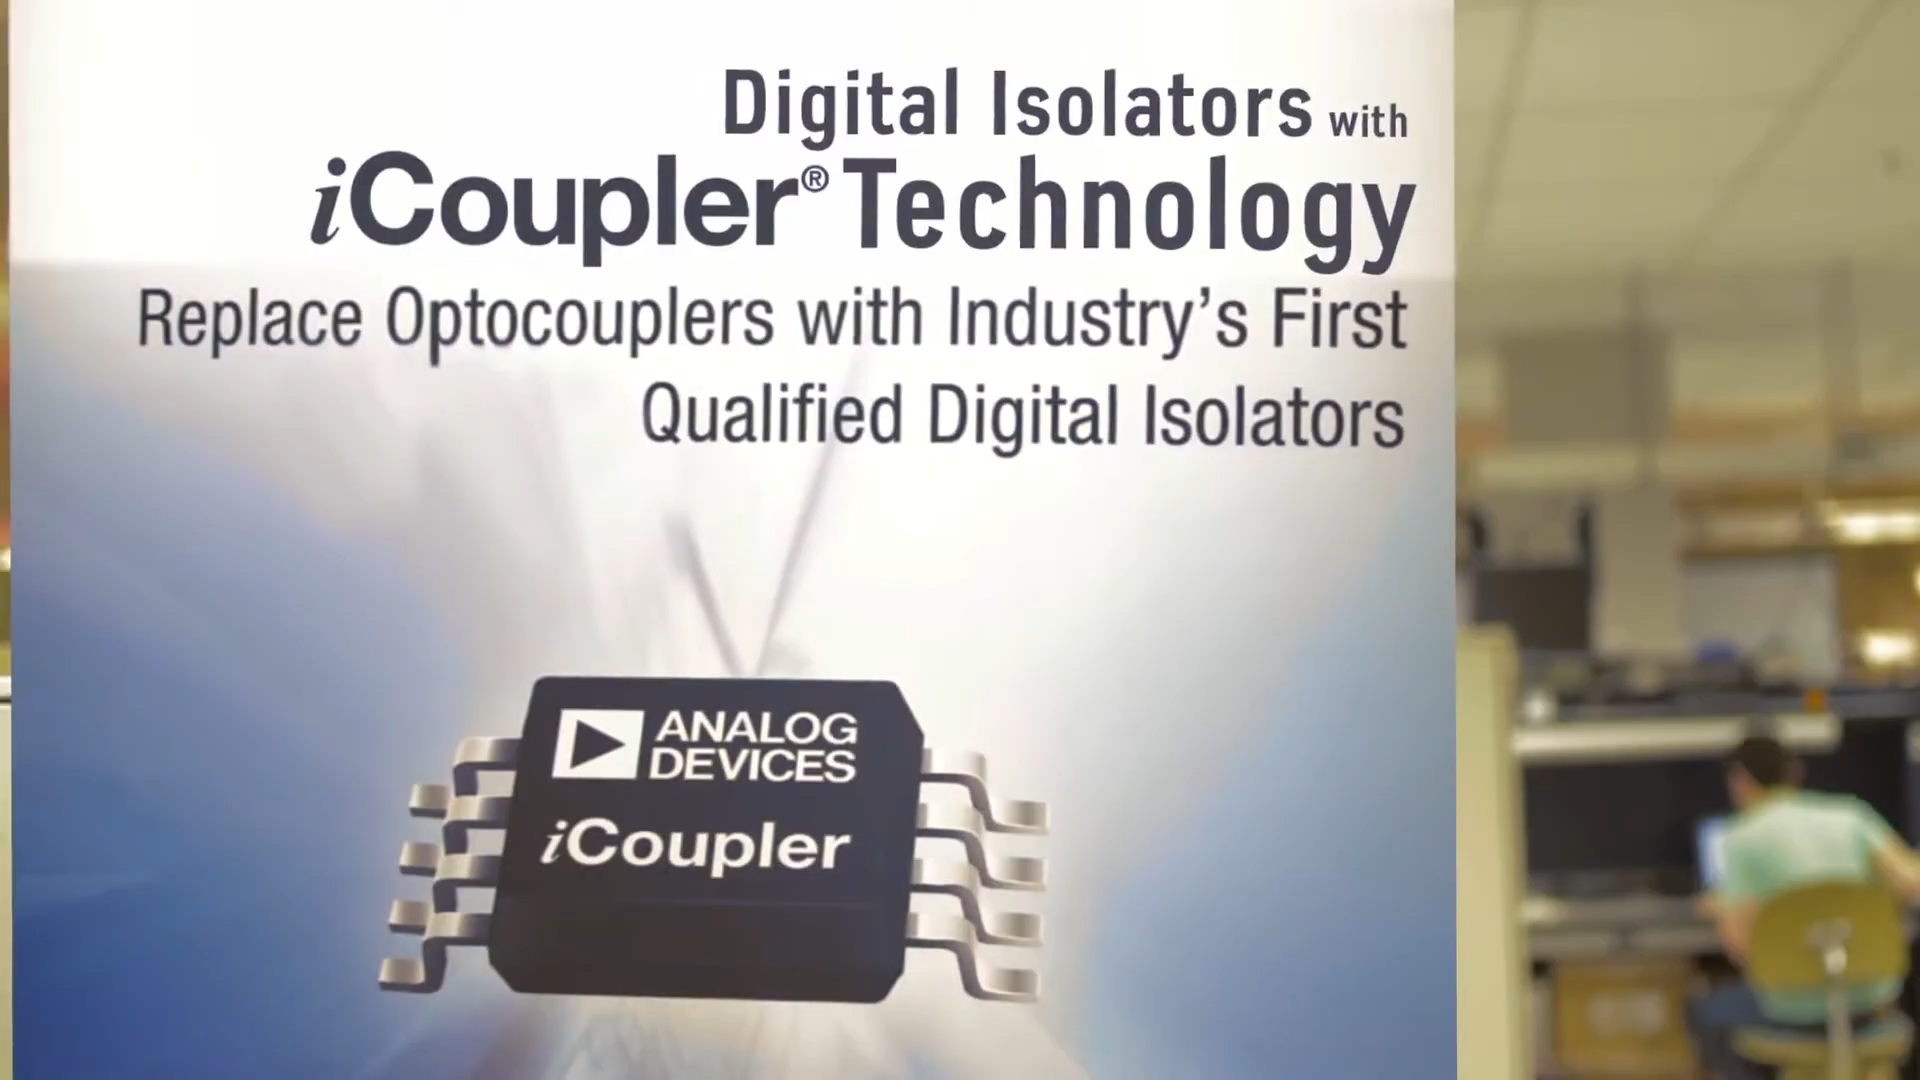 Digital Isolators with
iCoupler® Technology
Replace Optocouplers with Industry's First
Qualified Digital Isolators
ANALOG
DEVICES
iCoupler